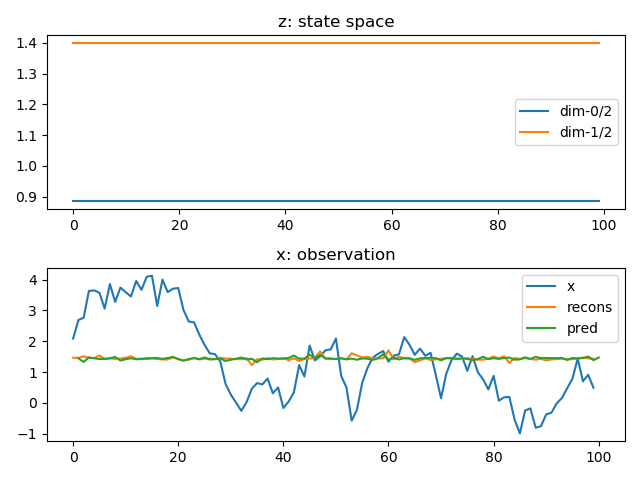 z: state space
1.4
1.3
1.2
1.1
1.0
0.9
dim-0/2
dim-1/2
0 20 40 60 80 100
x: observation
4
3
2
1
0
−1
x
recons
pred
0 20 40 60 80 100